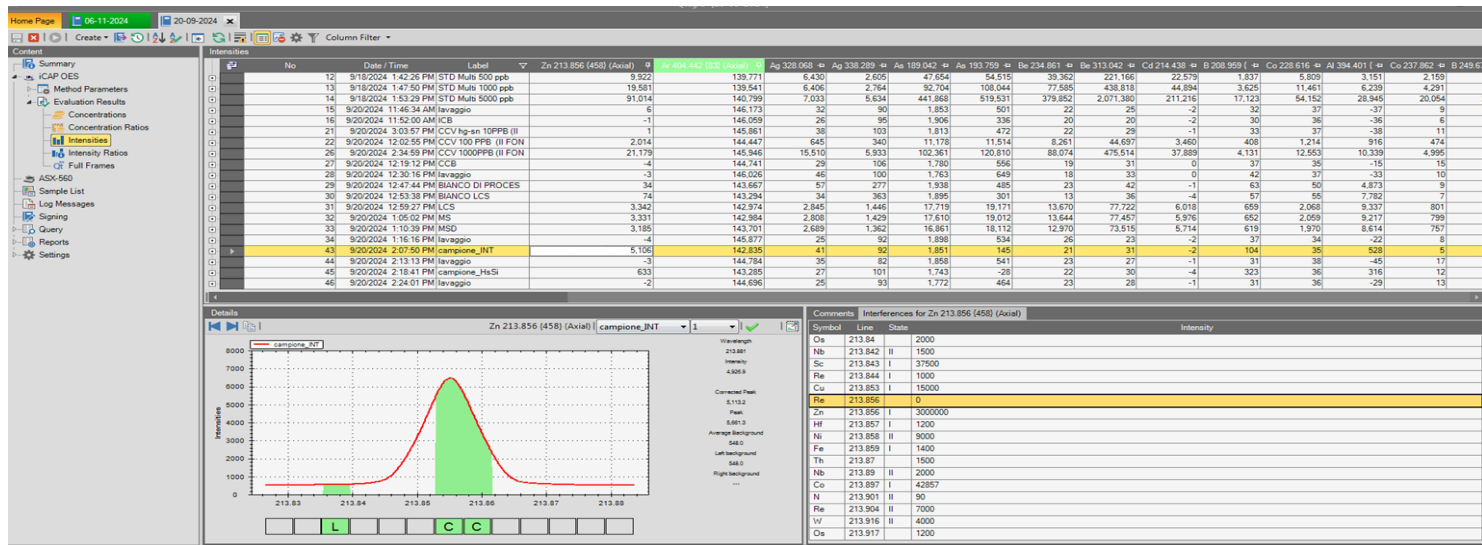 Home Page 06-11-2024 20-09-2024
Create Column Filter
Content
Summary
iCAP OES
Method Parameters
Evaluation Results
Concentrations
Concentration Ratios
Intensities
Intensity Ratios
Full Frames
ASX-560
Sample List
Log Messages
Signing
Query
Reports
Settings
Intensities
No Date / Time Label Zn 213.856 {458} (Axial) Ar 404.442 {83} (Axial) Ag 328.068 Ag 338.289 As 189.042 As 193.759 Be 234.861 Be 313.042 Cd 214.438 B 208.959 { Co 228.616 Al 394.401 { Co 237.862 B 249.67
12 9/18/2024 1:42:26 PM STD Multi 500 ppb 9,922 139,771 6,430 2,605 47,654 54,515 39,362 221,166 22,579 1,837 5,809 3,151 2,159
13 9/18/2024 1:47:50 PM STD Multi 1000 ppb 19,581 139,541 6,406 2,764 92,704 108,044 77,585 438,818 44,894 3,625 11,461 6,239 4,291
14 9/18/2024 1:53:29 PM STD Multi 5000 ppb 91,014 140,799 7,033 5,634 441,868 519,531 379,852 2,071,380 211,216 17,123 54,152 28,945 20,054
15 9/20/2024 11:46:34 AM lavaggio 6 146,173 32 90 1,853 501 22 25 -2 32 37 -37 9
16 9/20/2024 11:52:00 AM ICB -1 146,059 26 95 1,906 336 20 20 -2 30 36 -36 6
21 9/20/2024 3:03:57 PM CCV hg-sn 10PPB (II 1 145,861 38 103 1,813 472 22 29 -1 33 37 -38 11
22 9/20/2024 12:02:55 PM CCV 100 PPB (II FON 2,014 144,447 645 340 11,178 11,514 8,261 44,698 3,460 408 1,214 916 474
26 9/20/2024 2:34:59 PM CCV 1000PPB (II FON 21,179 145,946 15,510 5,933 102,361 120,810 88,074 475,514 37,889 4,131 12,553 10,339 4,995
27 9/20/2024 12:19:12 PM CCB -4 144,741 29 106 1,780 556 19 31 0 37 35 -15 15
28 9/20/2024 12:30:16 PM lavaggio -3 146,026 46 100 1,763 649 18 33 0 42 37 -33 10
29 9/20/2024 12:47:44 PM BIANCO DI PROCES 34 143,667 57 277 1,938 485 23 42 -1 63 50 4,873 9
30 9/20/2024 12:53:38 PM BIANCO LCS 74 143,294 34 363 1,895 301 13 36 -4 57 55 7,782 7
31 9/20/2024 12:59:27 PM LCS 3,342 142,974 2,845 1,446 17,719 19,171 13,670 77,722 6,018 659 2,068 9,337 801
32 9/20/2024 1:05:02 PM MS 3,331 142,984 2,808 1,429 17,610 19,012 13,644 77,457 5,976 652 2,059 9,217 799
33 9/20/2024 1:10:39 PM MSD 3,185 143,701 2,689 1,362 16,861 18,112 12,970 73,515 5,714 619 1,970 8,614 757
34 9/20/2024 1:16:16 PM lavaggio -4 145,877 25 92 1,898 534 26 23 -2 37 34 -22 8
43 9/20/2024 2:07:50 PM campione_INT 5,106 142,835 41 92 1,851 145 21 31 -2 104 35 528 5
44 9/20/2024 2:13:13 PM lavaggio -3 144,784 35 82 1,858 541 23 27 -1 31 38 -45 17
45 9/20/2024 2:18:41 PM campione_HsSi 633 143,285 27 101 1,743 -28 22 30 -4 323 36 316 12
46 9/20/2024 2:24:01 PM lavaggio -2 144,696 25 93 1,772 464 23 28 -1 31 36 -29 13
Details
Zn 213.856 {458} (Axial) campione_INT 1
campione_INT
Intensities
8000
7000
6000
5000
4000
3000
2000
1000
0
213.83 213.84 213.85 213.86 213.87 213.88
L C C
Wavelength
213.861
Intensity
4,926.9
Corrected Peak
5,113.2
Peak
5,661.3
Average Background
548.0
Left background
548.0
Right background
---
Comments Interferences for Zn 213.856 {458} (Axial)
Symbol Line State Intensity
Os 213.84 2000
Nb 213.842 II 1500
Sc 213.843 I 37500
Re 213.844 I 1000
Cu 213.853 I 15000
Re 213.856 0
Zn 213.856 I 3000000
Hf 213.857 I 1200
Ni 213.858 II 9000
Fe 213.859 I 1400
Th 213.87 1500
Nb 213.89 II 2000
Co 213.897 I 42857
N 213.901 II 90
Re 213.904 II 7000
W 213.916 II 4000
Os 213.917 1200